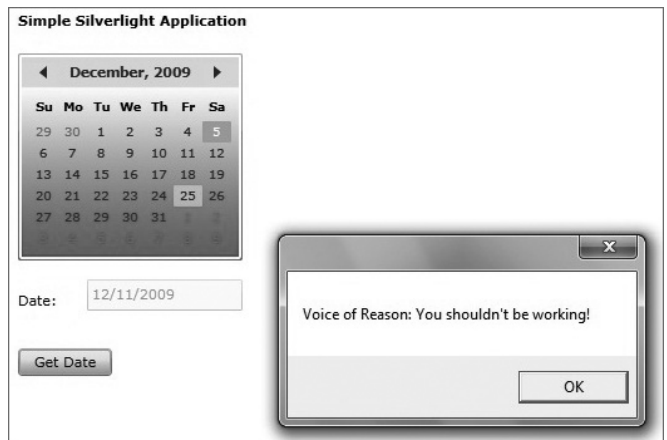 Simple Silverlight Application
December, 2009
Su Mo Tu We Th Fr Sa
29 30 1 2 3 4 5
6 7 8 9 10 11 12
13 14 15 16 17 18 19
20 21 22 23 24 25 26
27 28 29 30 31 1 2
Date: 12/11/2009
Get Date
X
Voice of Reason: You shouldn't be working!
OK